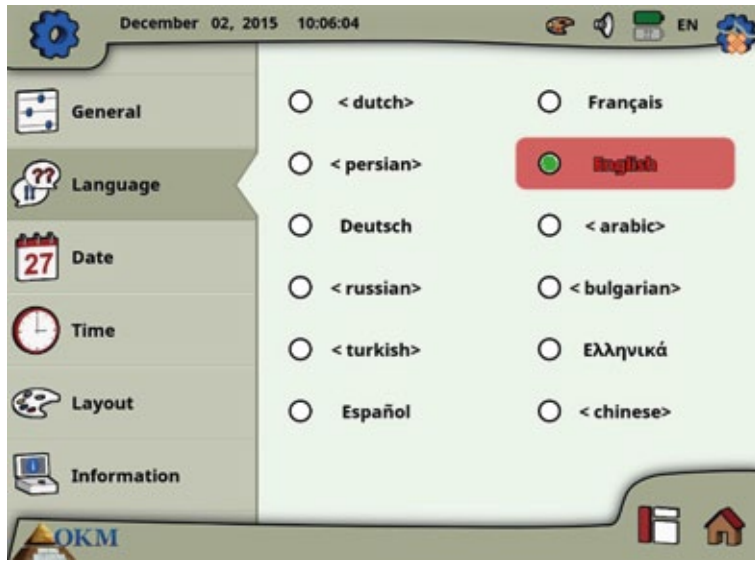 December 02, 2015 10:06:04 EN
General
Language
Date
27
Time
Layout
Information
< dutch>
Français
< persian>
English
Deutsch
< arabic>
< russian>
< bulgarian>
< turkish>
Ελληνικά
Español
< chinese>
OKM